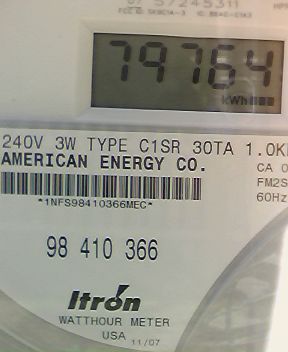 57245311
79764
kWh
240V 3W TYPE C1SR 30TA 1.0K
AMERICAN ENERGY CO.
CA 0
FM2S
60Hz
*1NFS98410366MEC*
98 410 366
Itron
WATTHOUR METER
USA 11/07